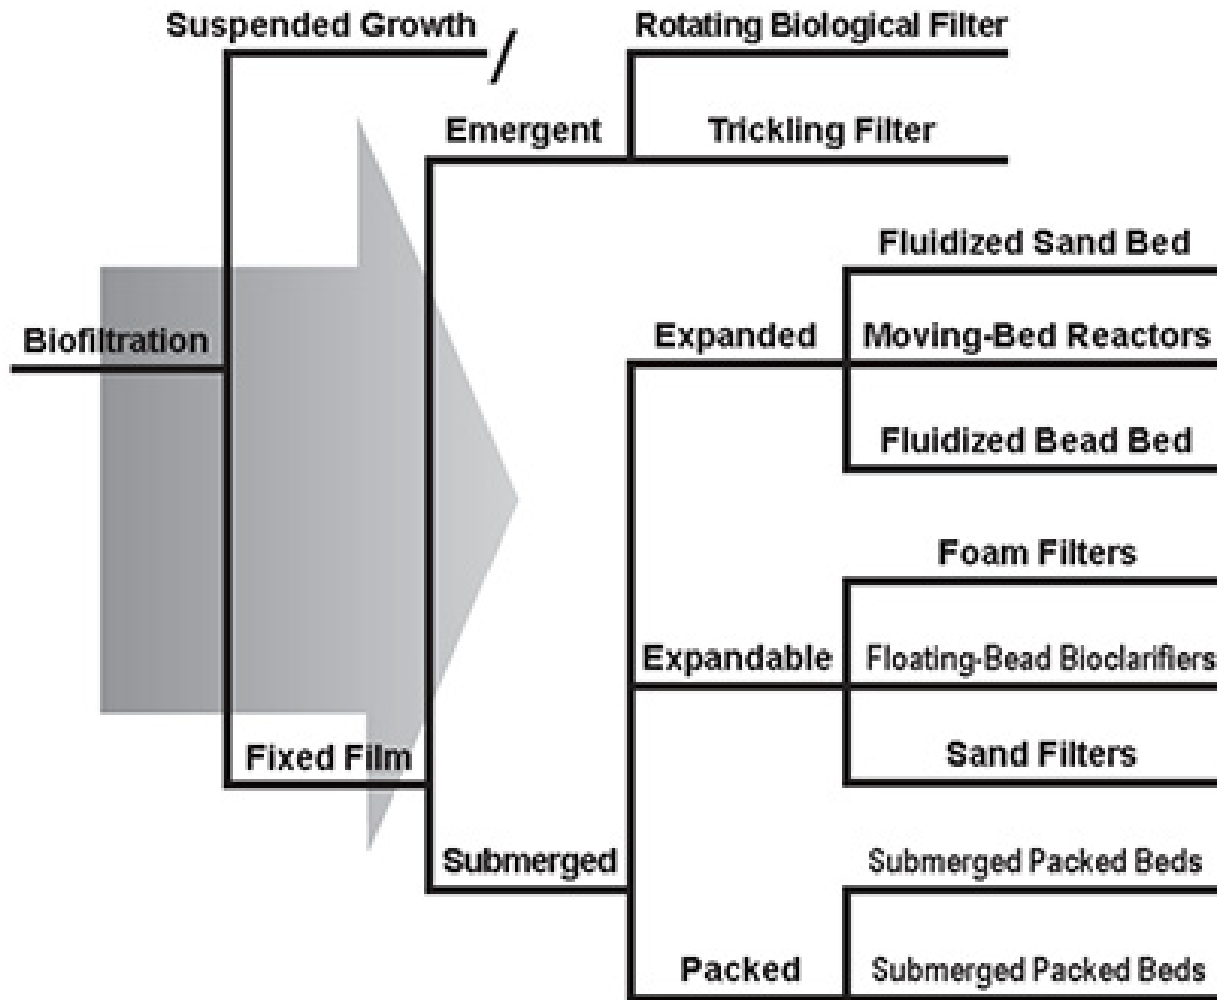 Suspended Growth /
Rotating Biological Filter
Emergent
Trickling Filter
Fluidized Sand Bed
Biofiltration
Expanded
Moving-Bed Reactors
Fluidized Bead Bed
Foam Filters
Expandable
Floating-Bead Bioclarifiers
Fixed Film
Sand Filters
Submerged
Submerged Packed Beds
Packed
Submerged Packed Beds